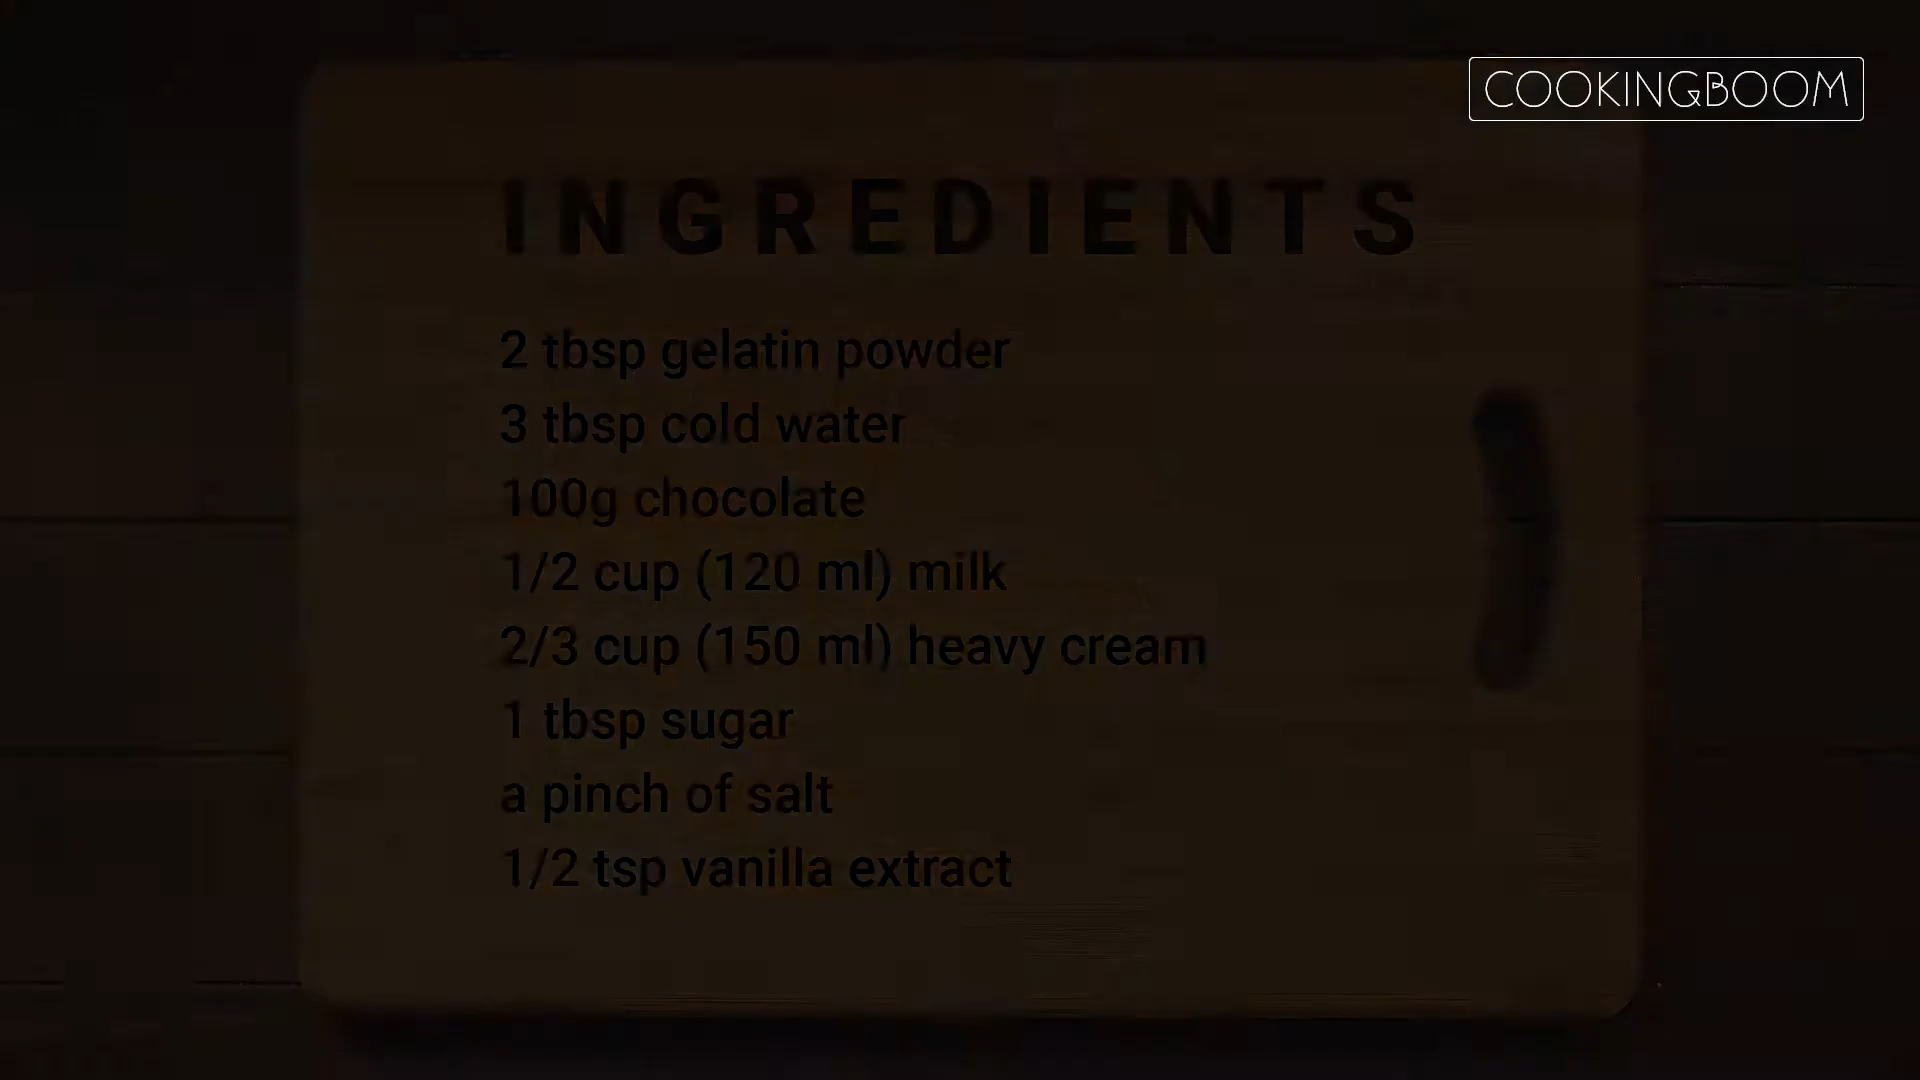 COOKINGBOOM
INGREDIENTS
2 tbsp gelatin powder
3 tbsp cold water
100g chocolate
1/2 cup (120 ml) milk
2/3 cup (150 ml) heavy cream
1 tbsp sugar
a pinch of salt
1/2 tsp vanilla extract